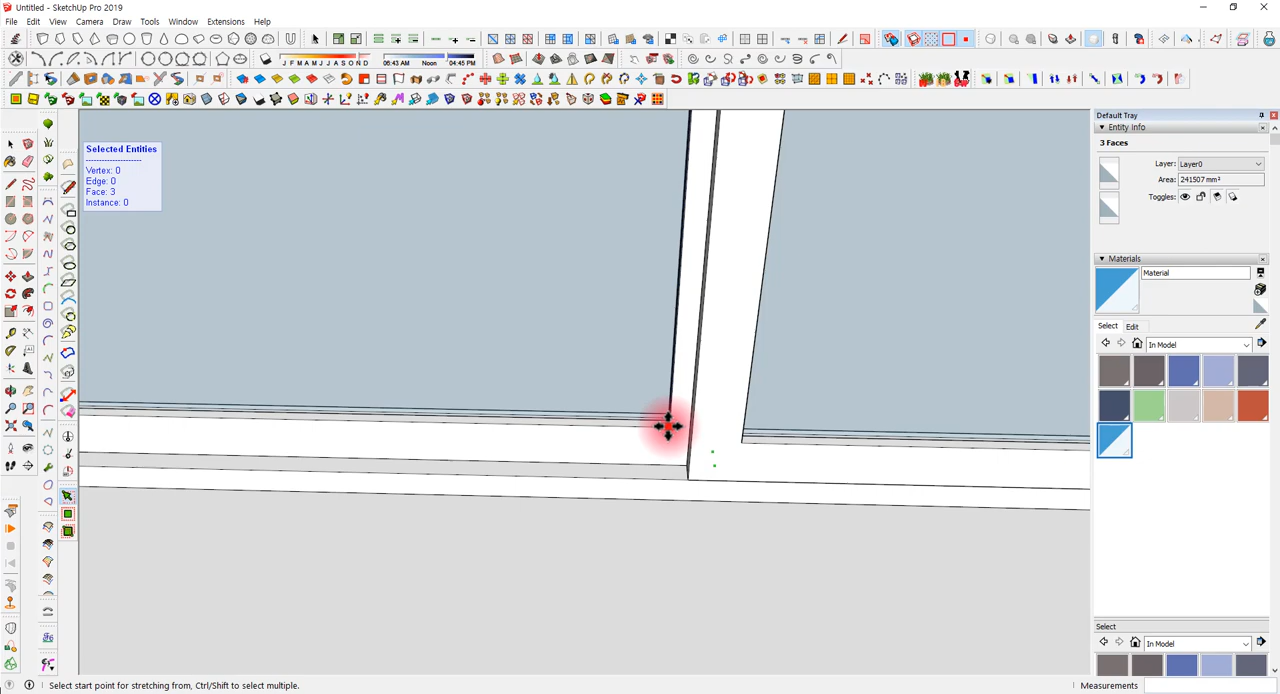 Untitled - SketchUp Pro 2019
File Edit View Camera Draw Tools Window Extensions Help
J F M A M J J A S O N D 06:43 AM Noon 04:45 PM
Default Tray
Entity Info
3 Faces
Layer: Layer0
Area: 241507 mm²
Toggles:
Selected Entities
Vertex: 0
Edge: 0
Face: 3
Instance: 0
Materials
Material
Select Edit
In Model
Select
In Model
Select start point for stretching from, Ctrl/Shift to select multiple.
Measurements